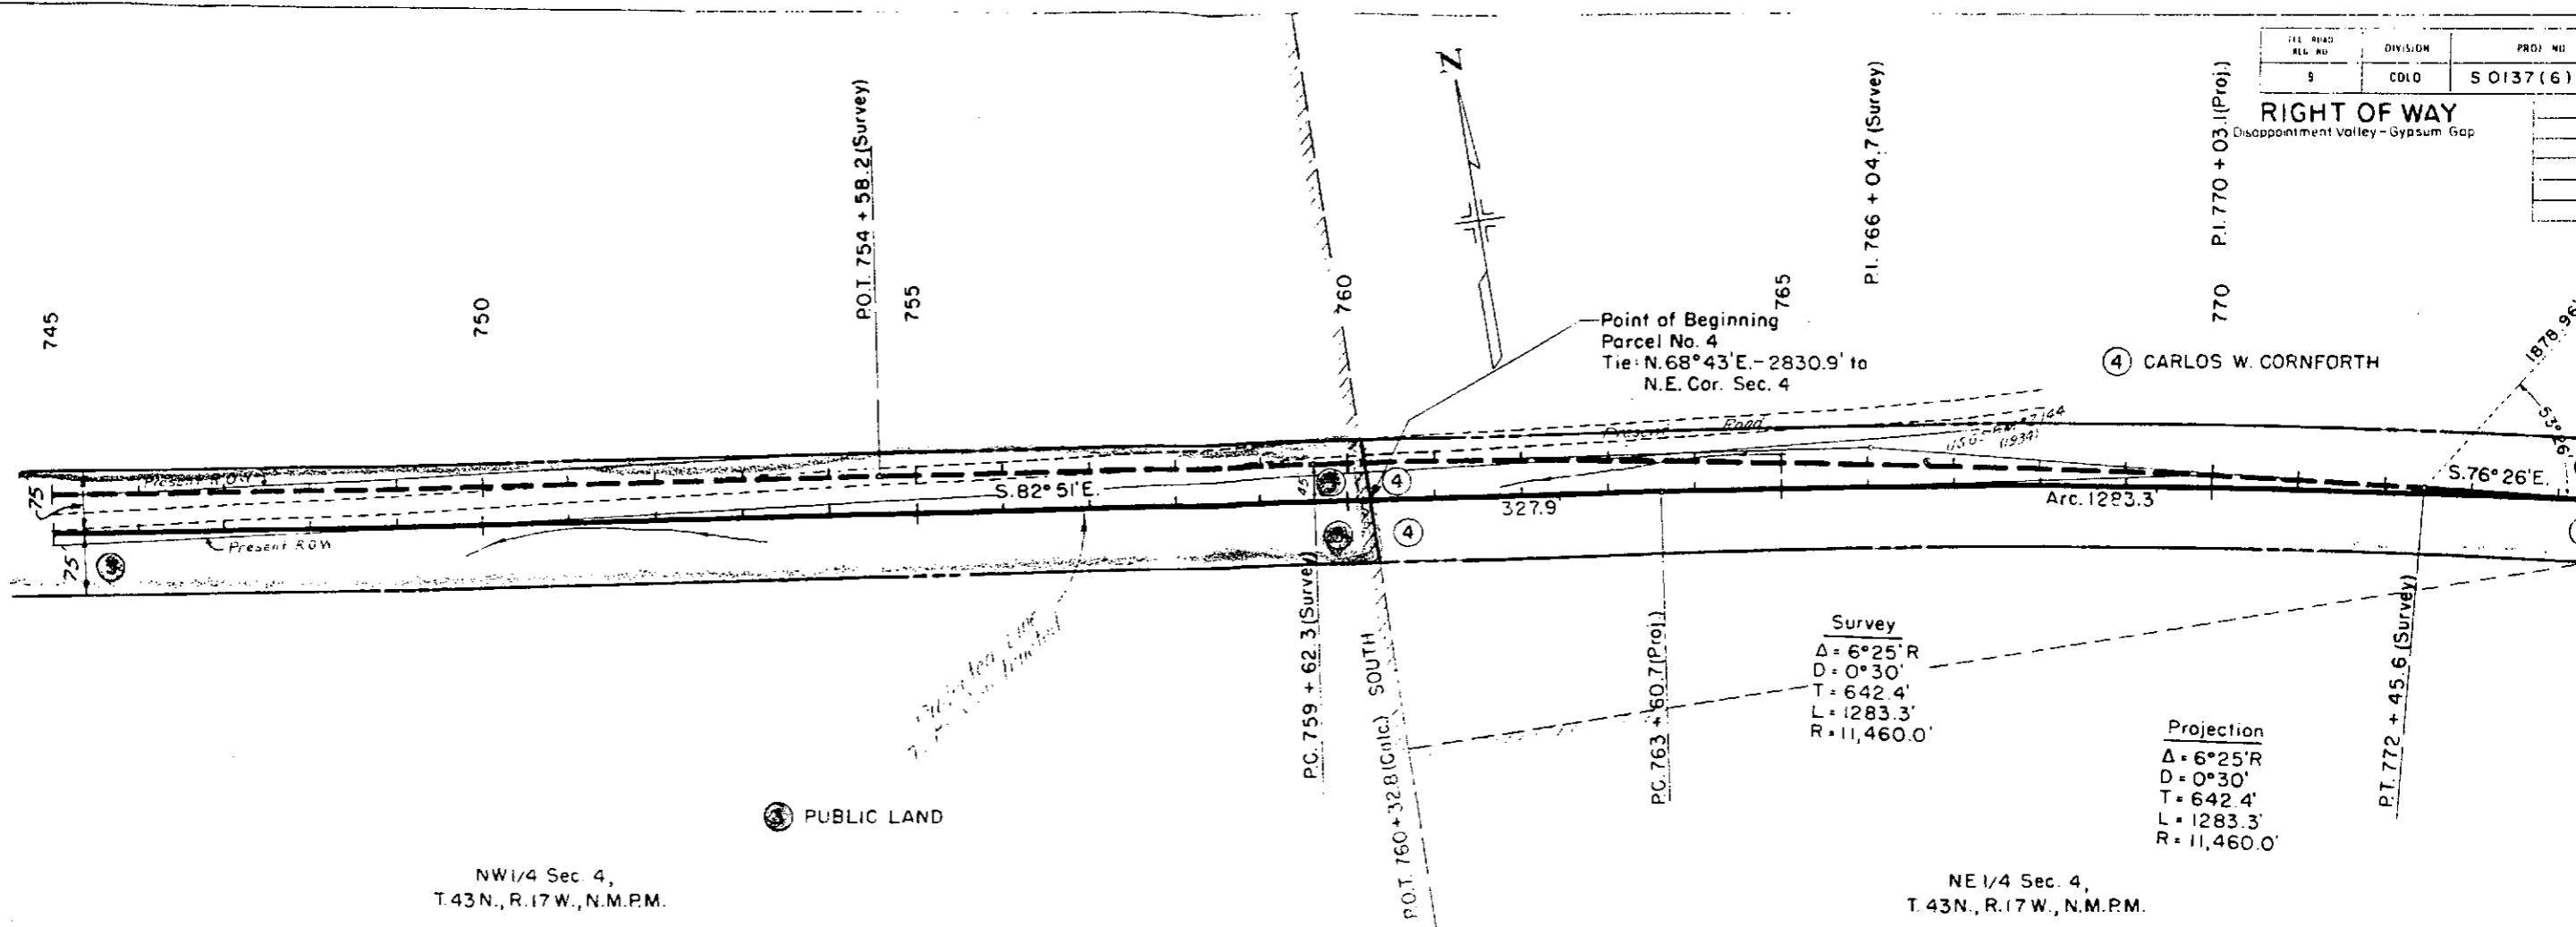 FED. ROAD REG. NO.
DIVISION
PROJ. NO
9
COLO
S 0137(6)
RIGHT OF WAY
Disappointment Valley-Gypsum Gap
745
750
P.O.T. 754 + 58.2 (Survey)
755
760
N
P.I. 766 + 04.7 (Survey)
765
P.I. 770 + 03.1 (Proj.)
770
Point of Beginning
Parcel No. 4
Tie: N.68°43'E.-2830.9' to
N.E. Cor. Sec. 4
4 CARLOS W. CORNFORTH
1878.96'
Present Road
(1934)
Present ROW
75'
S.82°51'E.
45'
4
327.9'
Arc. 1283.3'
S.76°26'E.
Present ROW
75'
3
4
P.C. 759 + 62.3 (Survey)
P.O.T. 760+32.8 (Calc.) SOUTH
P.C. 763 + 60.7 (Proj.)
P.T. 772 + 45.6 (Survey)
Survey
Δ = 6°25'R
D = 0°30'
T = 642.4'
L = 1283.3'
R = 11,460.0'
Projection
Δ = 6°25'R
D = 0°30'
T = 642.4'
L = 1283.3'
R = 11,460.0'
3 PUBLIC LAND
NW1/4 Sec. 4,
T.43N., R.17W., N.M.P.M.
NE1/4 Sec. 4,
T.43N., R.17W., N.M.P.M.